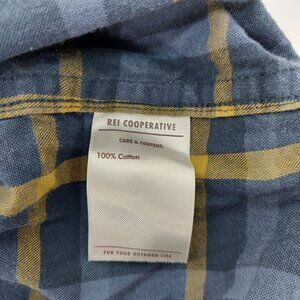 REI COOPERATIVE
CARE & CONTENT:
100% Cotton
FOR YOUR OUTDOOR LIFE